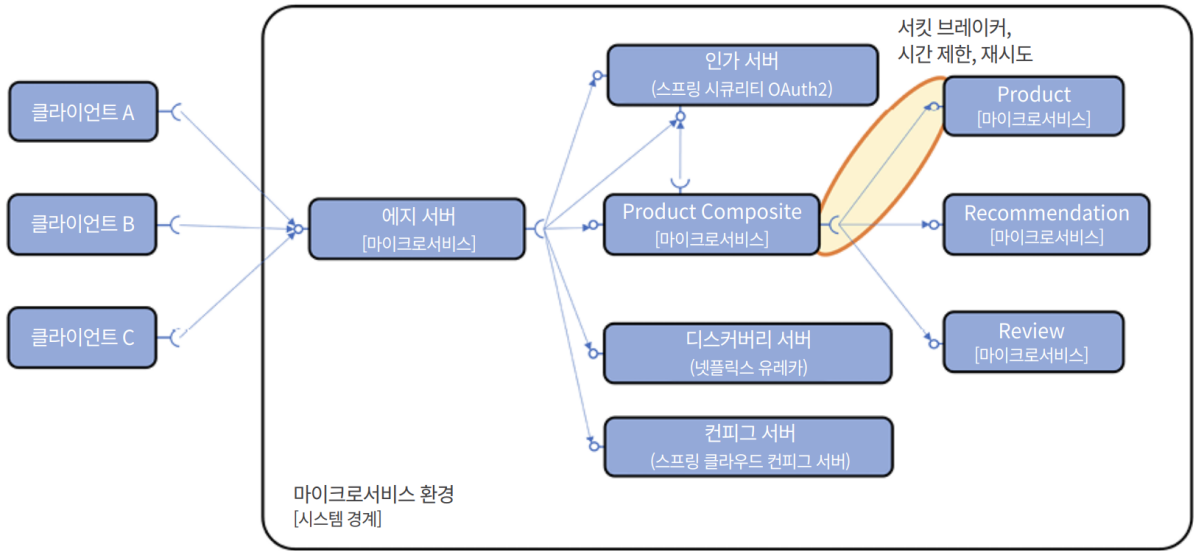 서킷 브레이커,
시간 제한, 재시도
인가 서버
(스프링 시큐리티 OAuth2)
Product
[마이크로서비스]
클라이언트 A
에지 서버
[마이크로서비스]
Product Composite
[마이크로서비스]
Recommendation
[마이크로서비스]
클라이언트 B
디스커버리 서버
(넷플릭스 유레카)
Review
[마이크로서비스]
클라이언트 C
컨피그 서버
(스프링 클라우드 컨피그 서버)
마이크로서비스 환경
[시스템 경계]